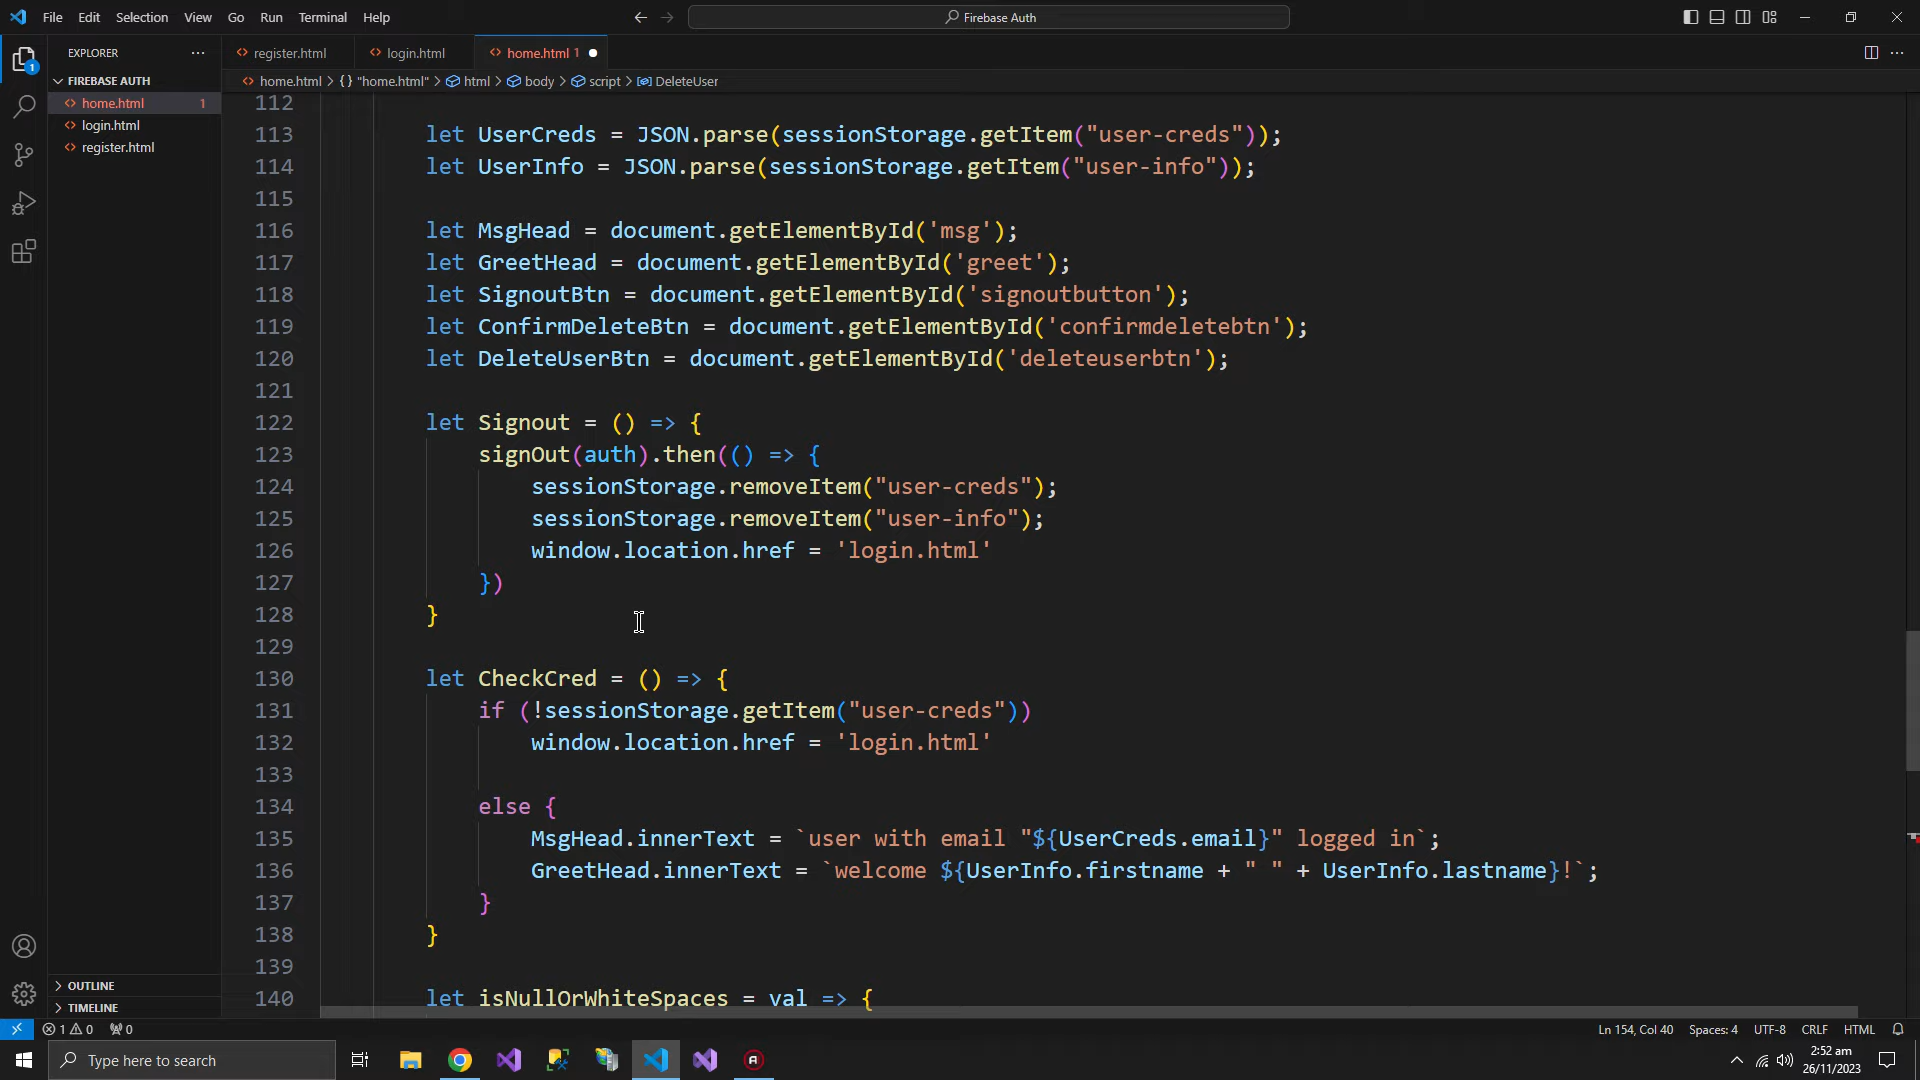 File Edit Selection View Go Run Terminal Help
Firebase Auth
EXPLORER
register.html
login.html
home.html 1
FIREBASE AUTH
home.html > {} "home.html" > html > body > script > DeleteUser
home.html 1
login.html
register.html
1
112
113 let UserCreds = JSON.parse(sessionStorage.getItem("user-creds"));
114 let UserInfo = JSON.parse(sessionStorage.getItem("user-info"));
115
116 let MsgHead = document.getElementById('msg');
117 let GreetHead = document.getElementById('greet');
118 let SignoutBtn = document.getElementById('signoutbutton');
119 let ConfirmDeleteBtn = document.getElementById('confirmdeletebtn');
120 let DeleteUserBtn = document.getElementById('deleteuserbtn');
121
122 let Signout = () => {
123 signOut(auth).then(() => {
124 sessionStorage.removeItem("user-creds");
125 sessionStorage.removeItem("user-info");
126 window.location.href = 'login.html'
127 })
128 }
129
130 let CheckCred = () => {
131 if (!sessionStorage.getItem("user-creds"))
132 window.location.href = 'login.html'
133
134 else {
135 MsgHead.innerText = `user with email "${UserCreds.email}" logged in`;
136 GreetHead.innerText = `welcome ${UserInfo.firstname + " " + UserInfo.lastname}!`;
137 }
138 }
139
140 let isNullOrWhiteSpaces = val => {
OUTLINE
TIMELINE
1 0 0
Ln 154, Col 40 Spaces: 4 UTF-8 CRLF HTML
Type here to search
2:52 am
26/11/2023